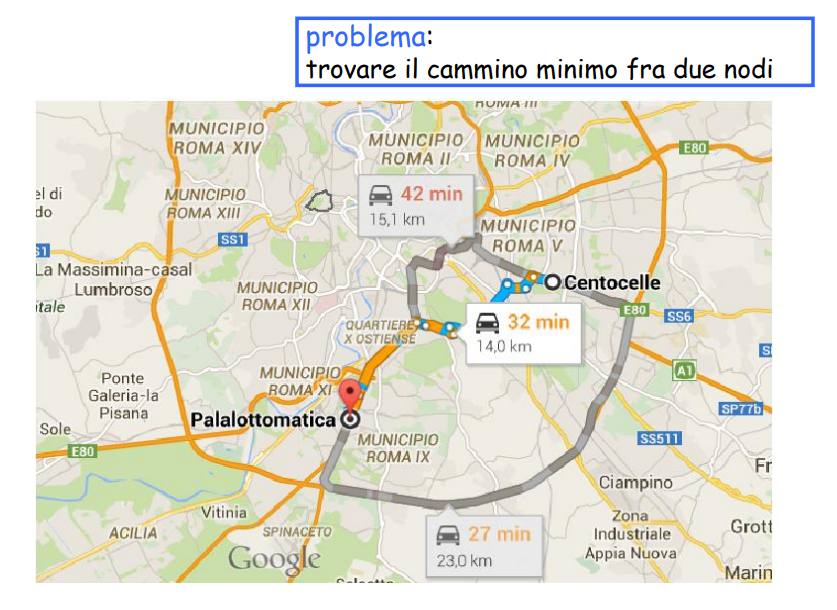 problema:
trovare il cammino minimo fra due nodi
ROMA III
MUNICIPIO
ROMA XIV
MUNICIPIO
ROMA II
MUNICIPIO
ROMA IV
E80
el di
do
MUNICIPIO
ROMA XIII
42 min
15,1 km
MUNICIPIO
ROMA V
SS1
S1
La Massimina-casal
Lumbroso
Centocelle
tale
MUNICIPIO
ROMA XII
E80
SS6
QUARTIERE
X OSTIENSE
32 min
14,0 km
S
Ponte
Galeria-la
Pisana
MUNICIPIO
ROMA XI
A1
SP77b
Palalottomatica
Sole
E80
MUNICIPIO
ROMA IX
SS511
Fr
Ciampino
Vitinia
ACILIA
SPINACETO
27 min
23,0 km
Zona
Industriale
Appia Nuova
Grott
Google
Marin